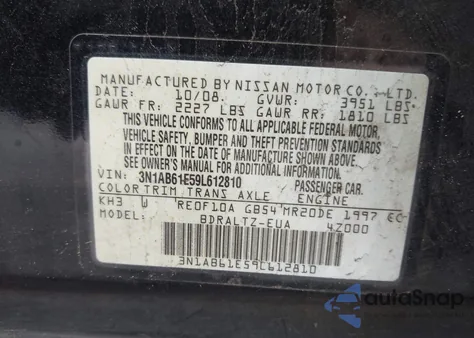 MANUFACTURED BY NISSAN MOTOR CO., LTD.
DATE: 10/08 GVWR: 3951 LBS
GAWR FR: 2227 LBS GAWR RR: 1810 LBS
THIS VEHICLE CONFORMS TO ALL APPLICABLE FEDERAL MOTOR
VEHICLE SAFETY, BUMPER AND THEFT PREVENTION STANDARDS
IN EFFECT ON THE DATE OF MANUFACTURE SHOWN ABOVE.
SEE OWNER'S MANUAL FOR ADDITIONAL INFORMATION.
VIN: 3N1AB61E59L612810 PASSENGER CAR
COLOR TRIM TRANS AXLE ENGINE
KH3 W RE0F10A GB54 MR20DE 1997 CC
MODEL: BDRALTZ-EUA 4Z000
3N1AB61E59L612810
autoSnap